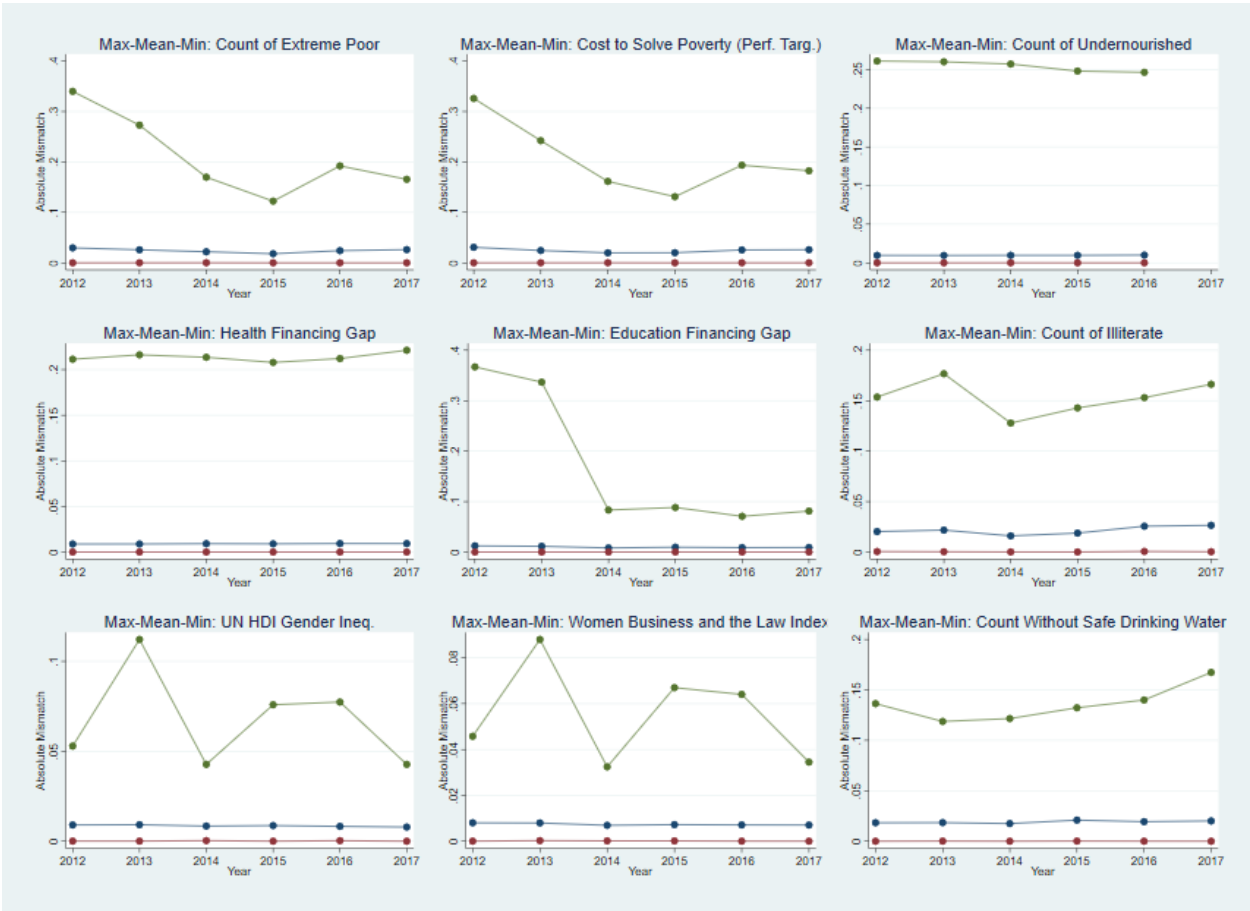 Max-Mean-Min: Count of Extreme Poor
Absolute Mismatch
.4
.3
.2
.1
0
2012 2013 2014 2015 2016 2017
Year
Max-Mean-Min: Cost to Solve Poverty (Perf. Targ.)
Absolute Mismatch
.4
.3
.2
.1
0
2012 2013 2014 2015 2016 2017
Year
Max-Mean-Min: Count of Undernourished
Absolute Mismatch
.25
.2
.15
.1
.05
0
2012 2013 2014 2015 2016 2017
Year
Max-Mean-Min: Health Financing Gap
Absolute Mismatch
.2
.15
.1
.05
0
2012 2013 2014 2015 2016 2017
Year
Max-Mean-Min: Education Financing Gap
Absolute Mismatch
.4
.3
.2
.1
0
2012 2013 2014 2015 2016 2017
Year
Max-Mean-Min: Count of Illiterate
Absolute Mismatch
.2
.15
.1
.05
0
2012 2013 2014 2015 2016 2017
Year
Max-Mean-Min: UN HDI Gender Ineq.
Absolute Mismatch
.1
.05
0
2012 2013 2014 2015 2016 2017
Year
Max-Mean-Min: Women Business and the Law Index
Absolute Mismatch
.08
.06
.04
.02
0
2012 2013 2014 2015 2016 2017
Year
Max-Mean-Min: Count Without Safe Drinking Water
Absolute Mismatch
.2
.15
.1
.05
0
2012 2013 2014 2015 2016 2017
Year